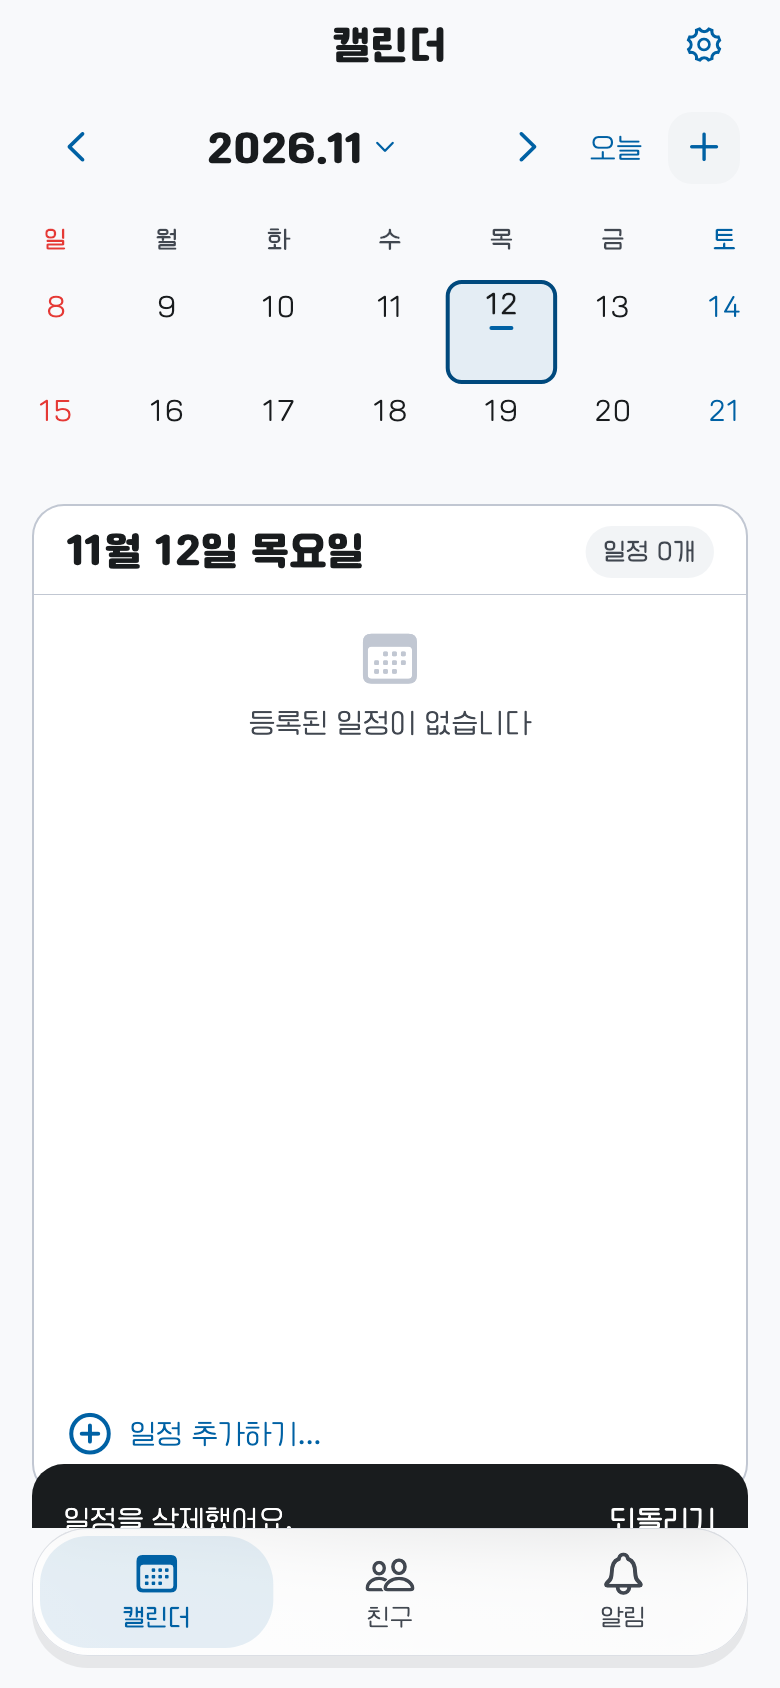 캘린더
2026.11
오늘
일 월 화 수 목 금 토
8 9 10 11 12 13 14
15 16 17 18 19 20 21
11월 12일 목요일
일정 0개
등록된 일정이 없습니다
일정 추가하기...
일정을 삭제했어요.
되돌리기
캘린더 친구 알림